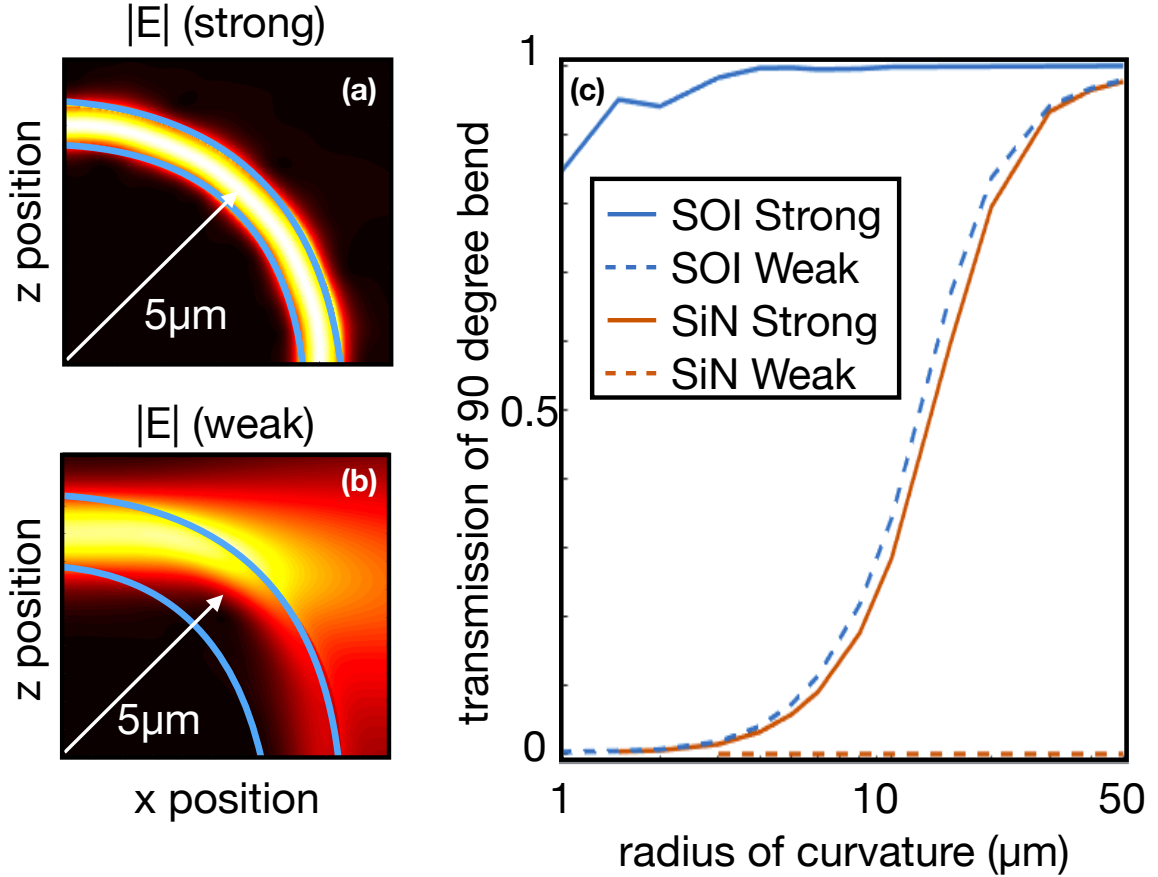 |E| (strong)
(a)
z position
5µm
|E| (weak)
(b)
z position
5µm
x position
(c)
transmission of 90 degree bend
1
0.5
0
SOI Strong
SOI Weak
SiN Strong
SiN Weak
1 10 50
radius of curvature (µm)